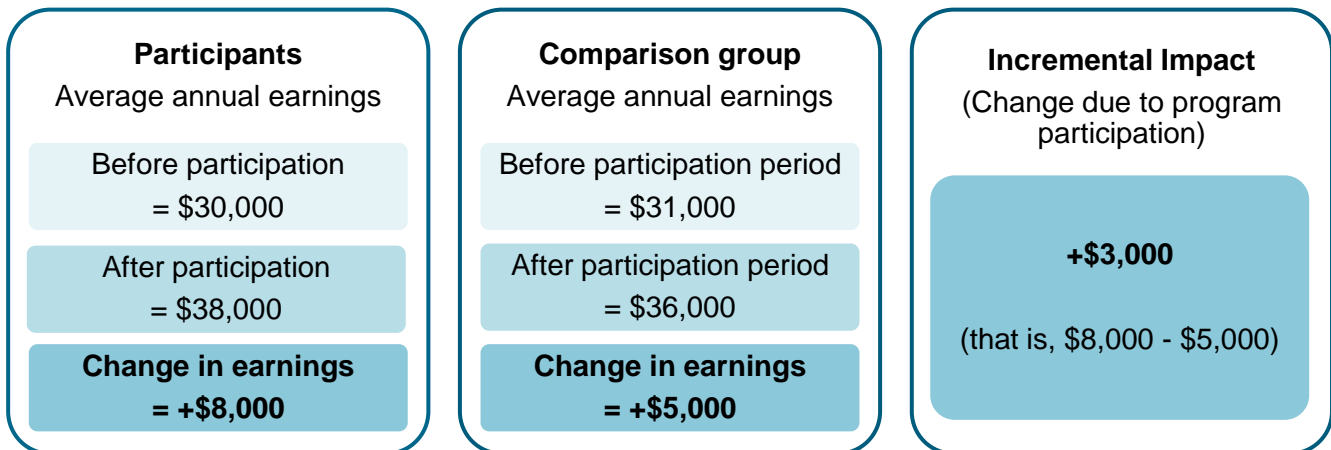 Participants
Average annual earnings
Before participation
= $30,000
After participation
= $38,000
Change in earnings
= +$8,000
Comparison group
Average annual earnings
Before participation period
= $31,000
After participation period
= $36,000
Change in earnings
= +$5,000
Incremental Impact
(Change due to program
participation)
+$3,000
(that is, $8,000 - $5,000)